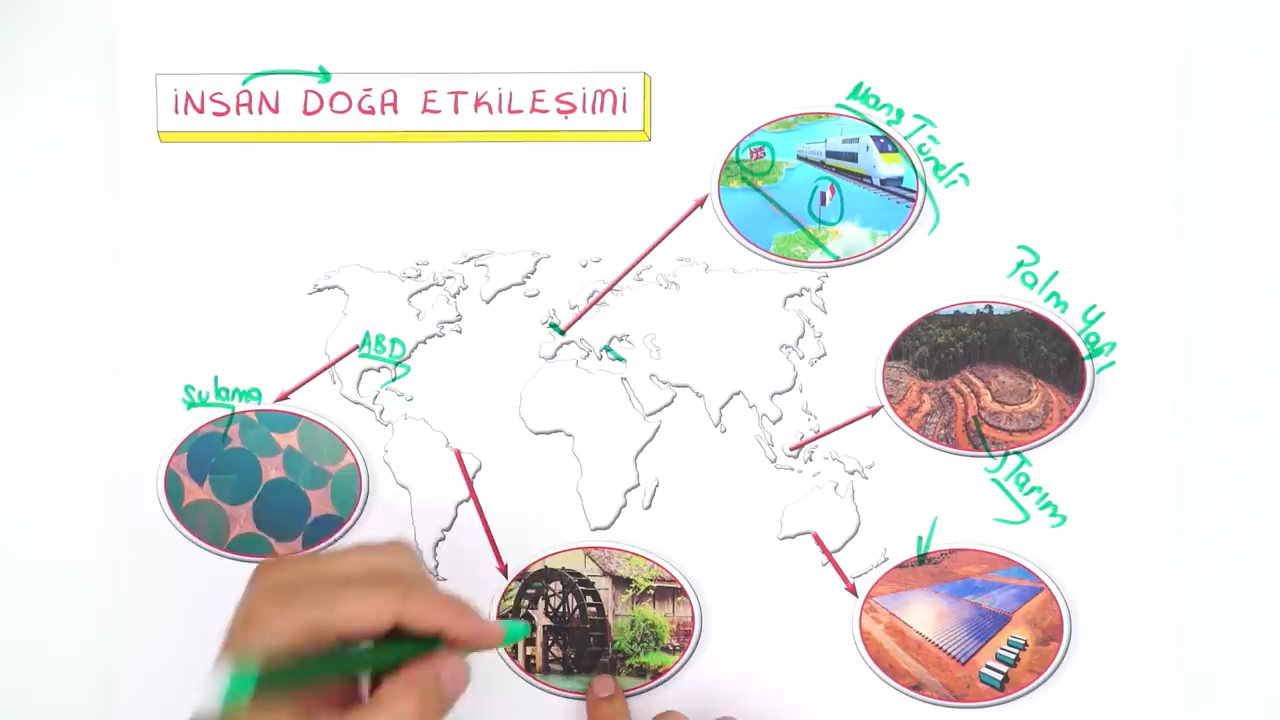 İNSAN DOĞA ETKİLEŞİMİ
Manş Tüneli
Palm Yağı
ABD
Sulama
Tarım